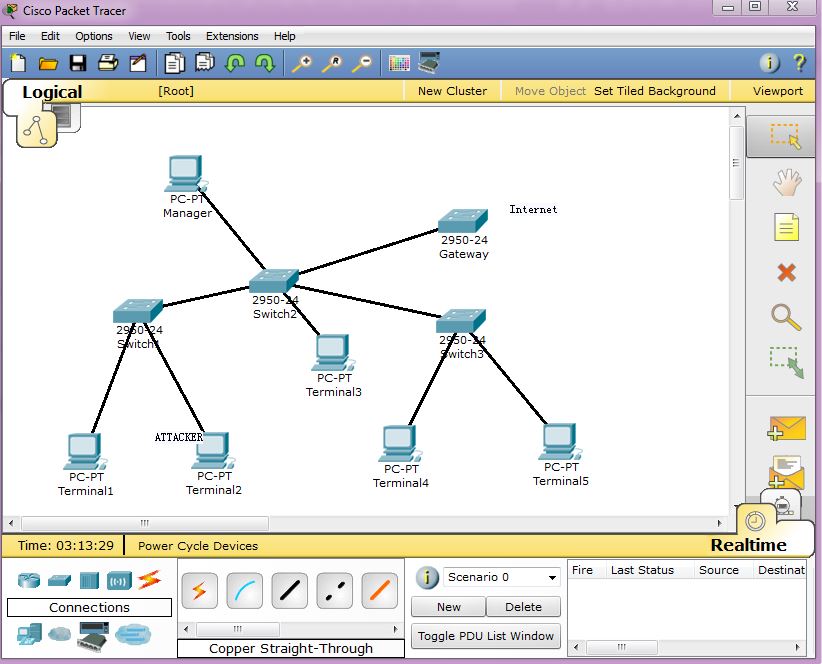 Cisco Packet Tracer
File Edit Options View Tools Extensions Help
Logical [Root] New Cluster Move Object Set Tiled Background Viewport
PC-PT
Manager
Internet
2950-24
Gateway
2950-24
Switch2
2950-24
Switch1
2950-24
Switch3
PC-PT
Terminal3
ATTACKER
PC-PT
Terminal1
PC-PT
Terminal2
PC-PT
Terminal4
PC-PT
Terminal5
Time: 03:13:29 Power Cycle Devices Realtime
Connections
Copper Straight-Through
Scenario 0
New Delete
Toggle PDU List Window
Fire Last Status Source Destinat